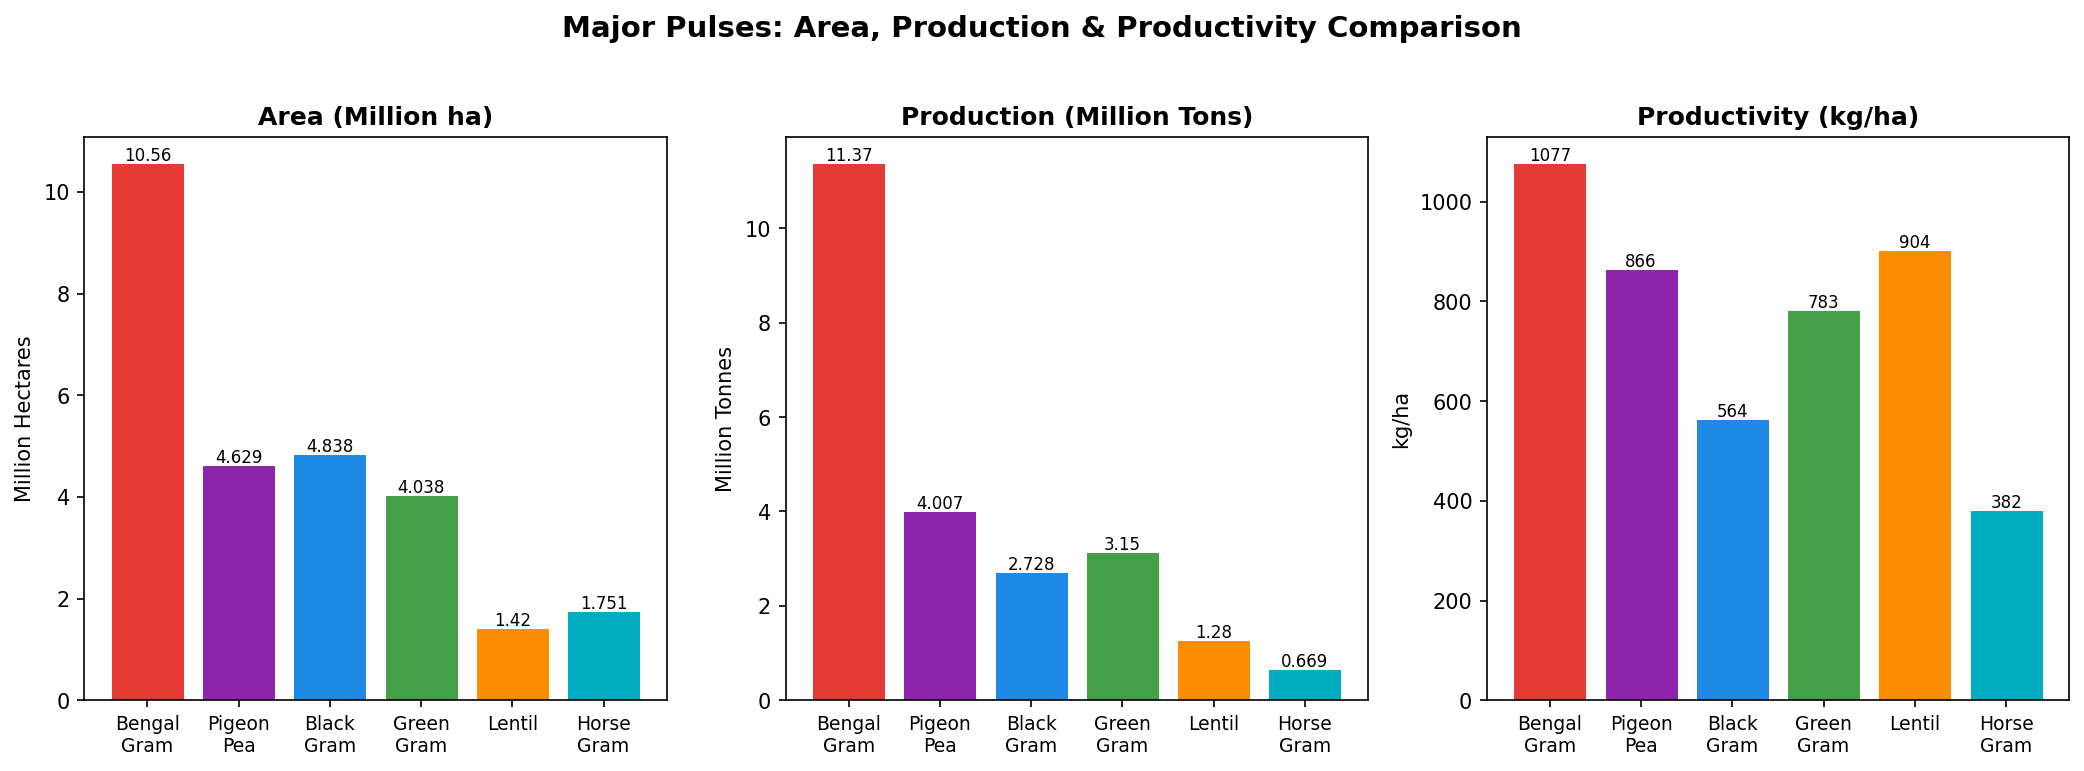 Major Pulses: Area, Production & Productivity Comparison
Area (Million ha)
Million Hectares
10
8
6
4
2
0
10.56
4.629
4.838
4.038
1.42
1.751
Bengal Gram
Pigeon Pea
Black Gram
Green Gram
Lentil
Horse Gram
Production (Million Tons)
Million Tonnes
10
8
6
4
2
0
11.37
4.007
2.728
3.15
1.28
0.669
Bengal Gram
Pigeon Pea
Black Gram
Green Gram
Lentil
Horse Gram
Productivity (kg/ha)
kg/ha
1000
800
600
400
200
0
1077
866
564
783
904
382
Bengal Gram
Pigeon Pea
Black Gram
Green Gram
Lentil
Horse Gram